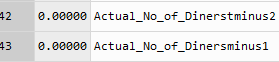 42 0.00000 Actual_No_of_Dinerstminus2
43 0.00000 Actual_No_of_Dinersminus1